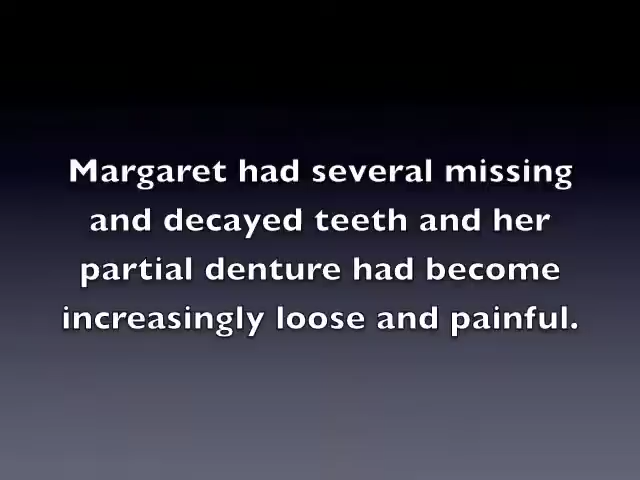 Margaret had several missing
and decayed teeth and her
partial denture had become
increasingly loose and painful.